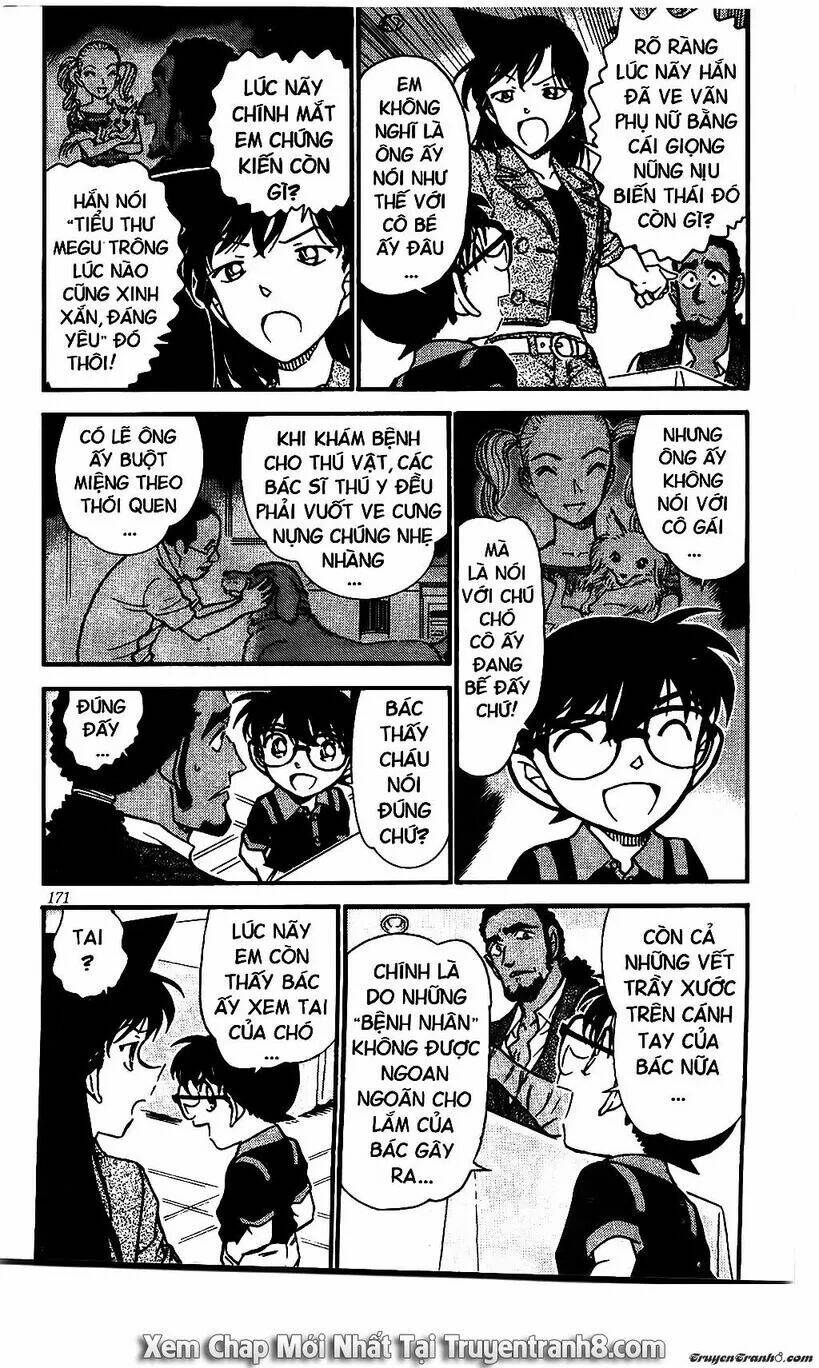 RÕ RÀNG
LÚC NÃY HẮN
ĐÃ VE VÃN
PHỤ NỮ BẰNG
CÁI GIỌNG
NŨNG NỊU
BIẾN THÁI ĐÓ
CÒN GÌ?
EM
KHÔNG
NGHĨ LÀ
ÔNG ẤY
NÓI NHƯ
THẾ VỚI
CÔ BÉ
ẤY ĐÂU
...
LÚC NÃY
CHÍNH MẮT
EM CHỨNG
KIẾN CÒN
GÌ?
HẮN NÓI
"TIỂU THƯ
MEGU TRÔNG
LÚC NÀO
CŨNG XINH
XẮN, ĐÁNG
YÊU" ĐÓ
THÔI!
NHƯNG
ÔNG ẤY
KHÔNG
NÓI VỚI
CÔ GÁI
...
MÀ
LÀ NÓI
VỚI CHÚ
CHÓ
CÔ ẤY
ĐANG
BẾ ĐẤY
CHỨ!
KHI KHÁM BỆNH
CHO THÚ VẬT, CÁC
BÁC SĨ THÚ Y ĐỀU
PHẢI VUỐT VE CƯNG
NỰNG CHÚNG NHẸ
NHÀNG
...
CÓ LẼ ÔNG
ẤY BUỘT
MIỆNG THEO
THÓI QUEN
...
BÁC
THẤY
CHÁU
NÓI
ĐÚNG
CHỨ?
ĐÚNG
ĐẤY
...
171
CÒN CẢ
NHỮNG VẾT
TRẦY XƯỚC
TRÊN CÁNH
TAY CỦA
BÁC NỮA
...
CHÍNH LÀ
DO NHỮNG
"BỆNH NHÂN"
KHÔNG ĐƯỢC
NGOAN
NGOÃN CHO
LẮM CỦA
BÁC GÂY
RA...
LÚC NÃY
EM CÒN
THẤY BÁC
ẤY XEM TAI
CỦA CHÓ
...
TAI
?
Xem Chap Mới Nhất Tại Truyentranh8.com
TruyenTranh8.com